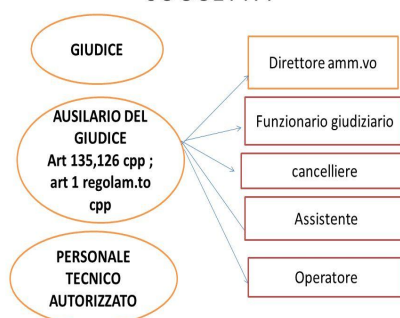 GIUDICE
AUSILARIO DEL
GIUDICE
Art 135,126 cpp ;
art 1 regolam.to
cpp
PERSONALE
TECNICO
AUTORIZZATO
Direttore amm.vo
Funzionario giudiziario
cancelliere
Assistente
Operatore